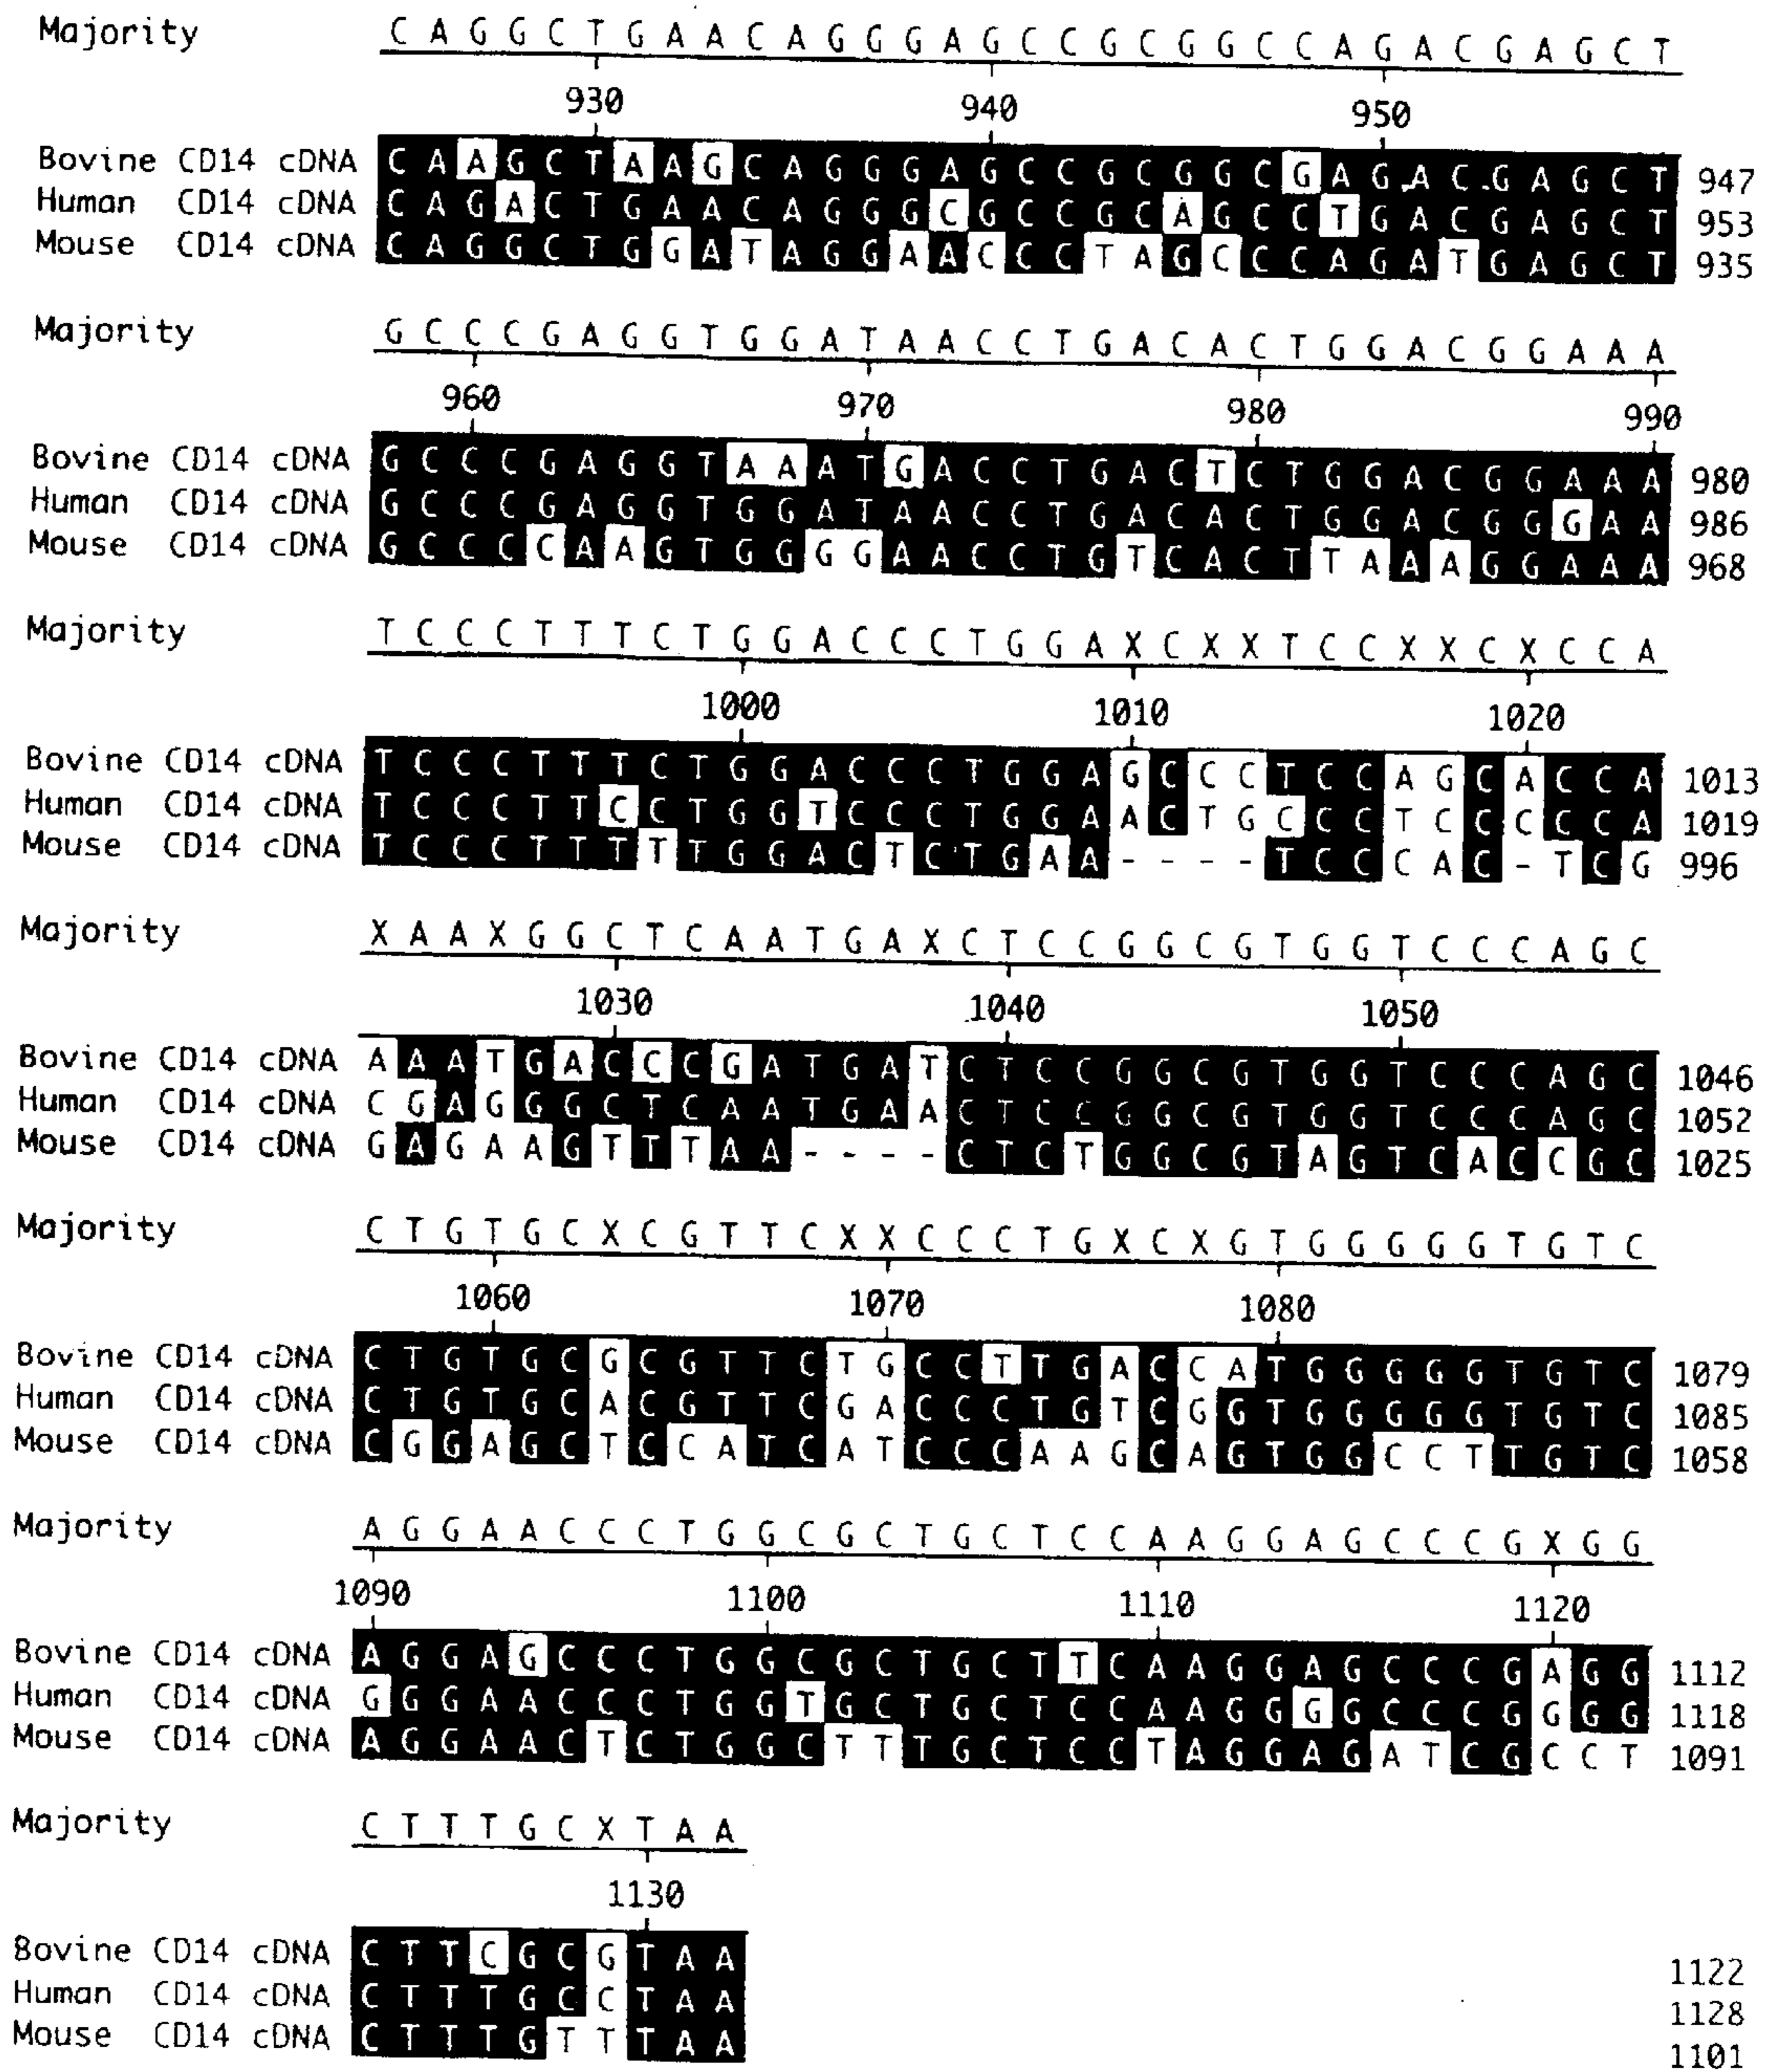 Majority C A G G C T G A A C A G G G A G C C G C G G C C A G A C G A G C T
930 940 950
Bovine CD14 cDNA C A A G C T A A G C A G G G A G C C G C G G C G A G A C G A G C T 947
Human CD14 cDNA C A G A C T G A A C A G G G C G C C G C A G C C T G A C G A G C T 953
Mouse CD14 cDNA C A G G C T G G A T A G G A A C C C T A G C C C A G A T G A G C T 935
Majority G C C C G A G G T G G A T A A C C T G A C A C T G G A C G G A A A
960 970 980 990
Bovine CD14 cDNA G C C C G A G G T A A A T G A C C T G A C T C T G G A C G G A A A 980
Human CD14 cDNA G C C C G A G G T G G A T A A C C T G A C A C T G G A C G G G A A 986
Mouse CD14 cDNA G C C C C A A G T G G G G A A C C T G T C A C T T A A A G G A A A 968
Majority T C C C T T T C T G G A C C C T G G A X C X X T C C X X C X C C A
1000 1010 1020
Bovine CD14 cDNA T C C C T T T C T G G A C C C T G G A G C C C T C C A G C A C C A 1013
Human CD14 cDNA T C C C T T C C T G G T C C C T G G A A C T G C C C T C C C C C A 1019
Mouse CD14 cDNA T C C C T T T T T G G A C T C T G A A - - - - T C C C A C - T C G 996
Majority X A A X G G C T C A A T G A X C T C C G G C G T G G T C C C A G C
1030 1040 1050
Bovine CD14 cDNA A A A T G A C C C G A T G A T C T C C G G C G T G G T C C C A G C 1046
Human CD14 cDNA C G A G G G C T C A A T G A A C T C C G G C G T G G T C C C A G C 1052
Mouse CD14 cDNA G A G A A G T T T A A - - - - C T C T G G C G T A G T C A C C G C 1025
Majority C T G T G C X C G T T C X X C C C T G X C X G T G G G G G T G T C
1060 1070 1080
Bovine CD14 cDNA C T G T G C G C G T T C T G C C T T G A C C A T G G G G G T G T C 1079
Human CD14 cDNA C T G T G C A C G T T C G A C C C T G T C G G T G G G G G T G T C 1085
Mouse CD14 cDNA C G G A G C T C C A T C A T C C C A A G C A G T G G C C T T G T C 1058
Majority A G G A A C C C T G G C G C T G C T C C A A G G A G C C C G X G G
1090 1100 1110 1120
Bovine CD14 cDNA A G G A G C C C T G G C G C T G C T T C A A G G A G C C C G A G G 1112
Human CD14 cDNA G G G A A C C C T G G T G C T G C T C C A A G G G G C C C G G G G 1118
Mouse CD14 cDNA A G G A A C T C T G G C T T T G C T C C T A G G A G A T C G C C T 1091
Majority C T T T G C X T A A
1130
Bovine CD14 cDNA C T T C G C G T A A 1122
Human CD14 cDNA C T T T G C C T A A 1128
Mouse CD14 cDNA C T T T G T T T A A 1101